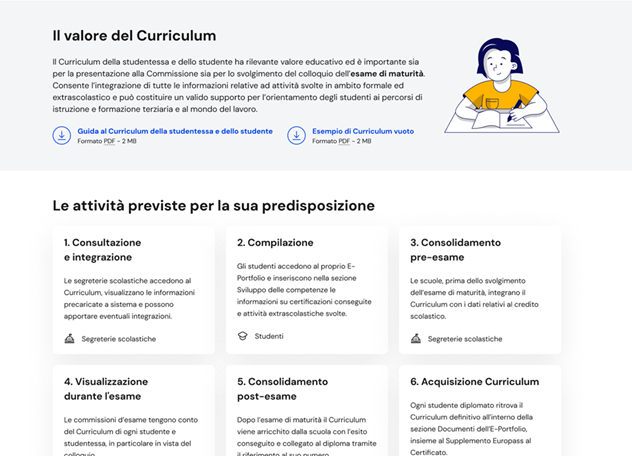 Il valore del Curriculum
Il Curriculum della studentessa e dello studente ha rilevante valore educativo ed è importante sia
per la presentazione alla Commissione sia per lo svolgimento del colloquio dell'esame di maturità.
Consente l'integrazione di tutte le informazioni relative ad attività svolte in ambito formale ed
extrascolastico e può costituire un valido supporto per l'orientamento degli studenti ai percorsi di
istruzione e formazione terziaria e al mondo del lavoro.
Guida al Curriculum della studentessa e dello studente
Formato PDF - 2 MB
Esempio di Curriculum vuoto
Formato PDF - 2 MB
Le attività previste per la sua predisposizione
1. Consultazione
e integrazione
Le segreterie scolastiche accedono al
Curriculum, visualizzano le informazioni
precaricate a sistema e possono
apportare eventuali integrazioni.
Segreterie scolastiche
2. Compilazione
Gli studenti accedono al proprio E-
Portfolio e inseriscono nella sezione
Sviluppo delle competenze le
informazioni su certificazioni conseguite
e attività extrascolastiche svolte.
Studenti
3. Consolidamento
pre-esame
Le scuole, prima dello svolgimento
dell'esame di maturità, integrano il
Curriculum con i dati relativi al credito
scolastico.
Segreterie scolastiche
4. Visualizzazione
durante l'esame
Le commissioni d'esame tengono conto
del Curriculum di ogni studente e
studentessa, in particolare in vista del
colloquio.
5. Consolidamento
post-esame
Dopo l'esame di maturità il Curriculum
viene arricchito dalla scuola con l'esito
conseguito e collegato al diploma tramite
il riferimento al suo numero
6. Acquisizione Curriculum
Ogni studente diplomato ritrova il
Curriculum definitivo all'interno della
sezione Documenti dell'E-Portfolio,
insieme al Supplemento Europass al
Certificato.